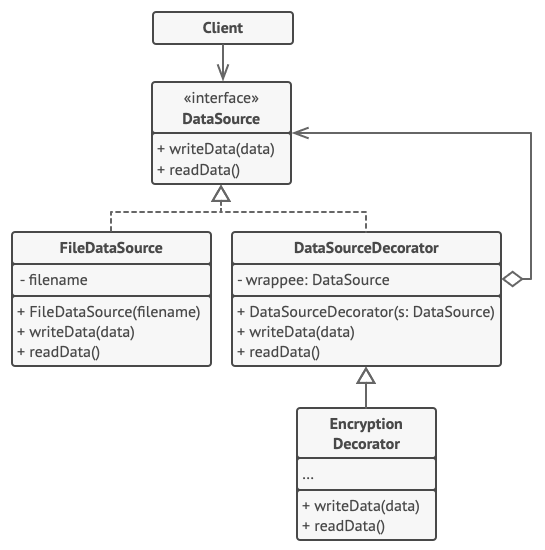 Client
«interface»
DataSource
+ writeData(data)
+ readData()
FileDataSource
- filename
+ FileDataSource(filename)
+ writeData(data)
+ readData()
DataSourceDecorator
- wrappee: DataSource
+ DataSourceDecorator(s: DataSource)
+ writeData(data)
+ readData()
Encryption
Decorator
...
+ writeData(data)
+ readData()